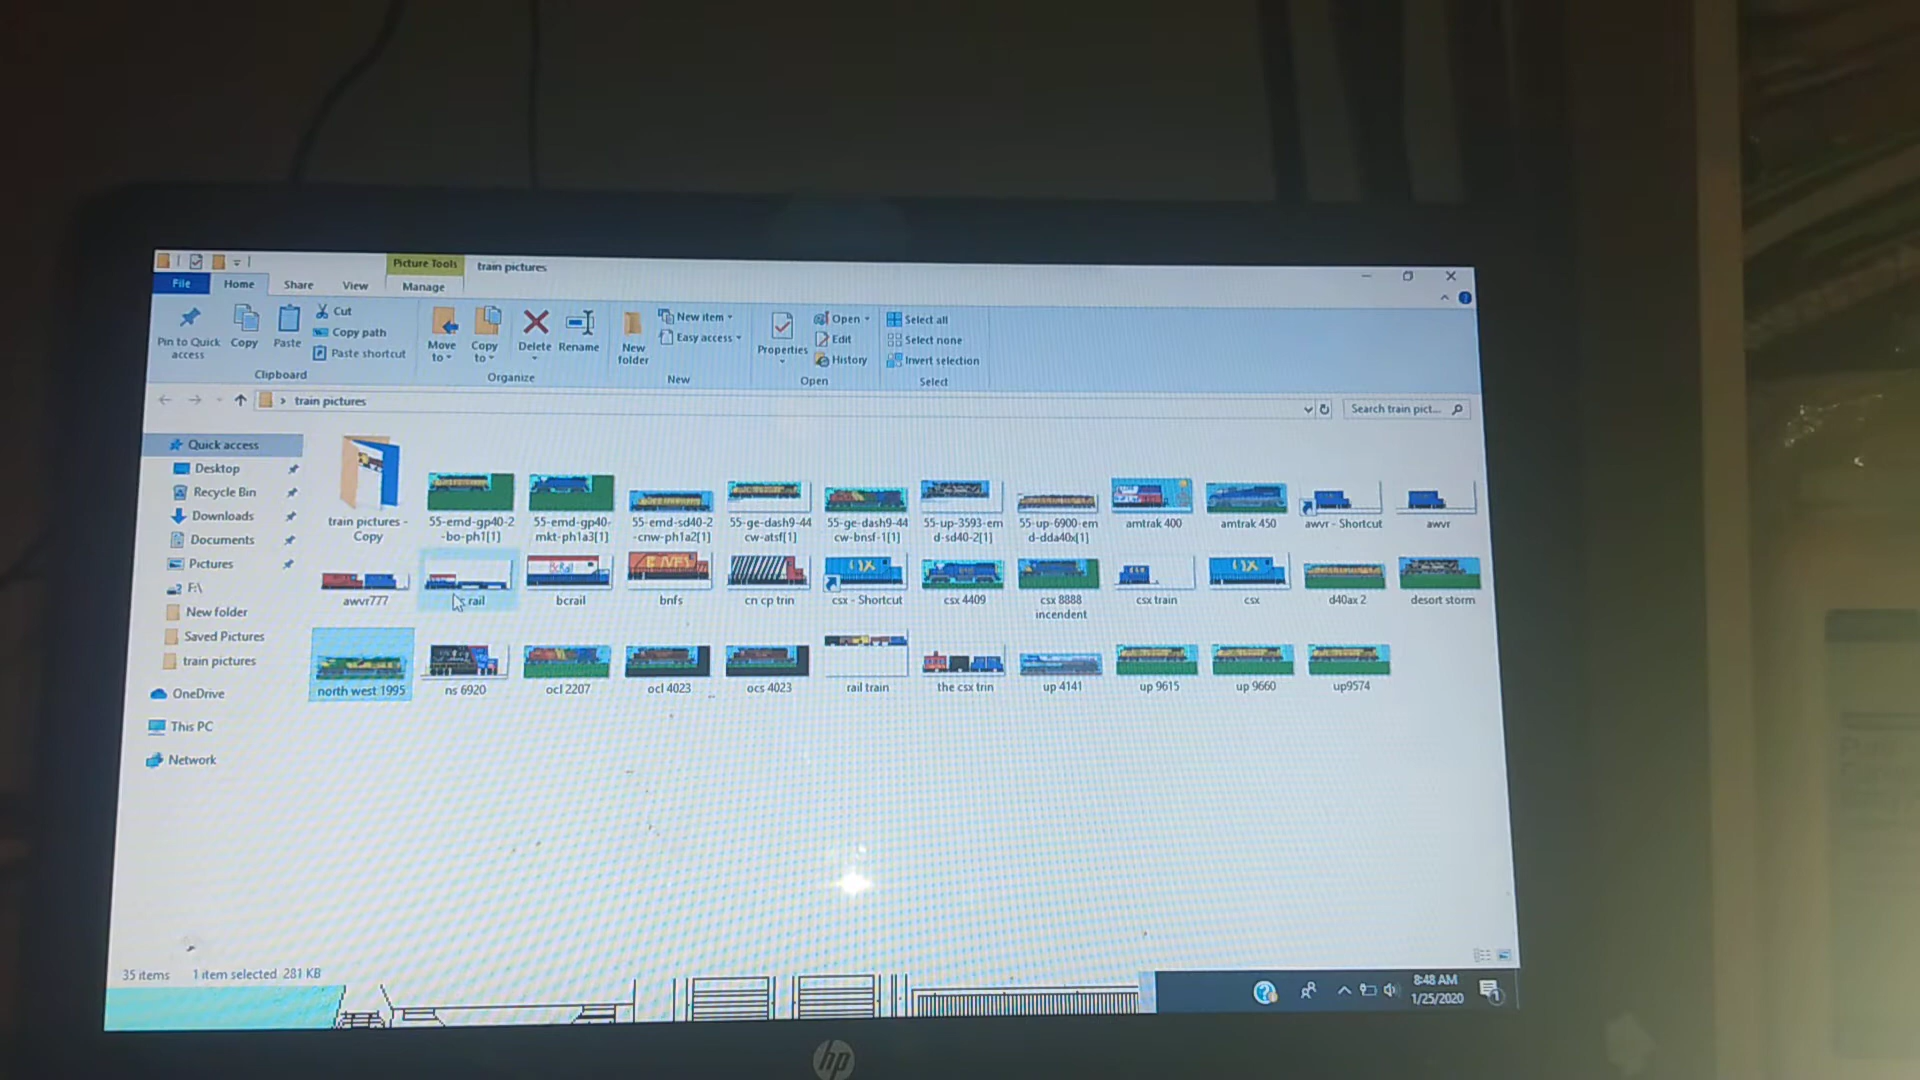 Picture Tools train pictures
File Home Share View Manage
Pin to Quick access
Copy
Paste
Cut
Copy path
Paste shortcut
Clipboard
Move to
Copy to
Delete
Rename
Organize
New folder
New item
Easy access
New
Properties
Open
Edit
History
Open
Select all
Select none
Invert selection
Select
> train pictures
Search train pict...
Quick access
Desktop
Recycle Bin
Downloads
Documents
Pictures
F:\
New folder
Saved Pictures
train pictures
OneDrive
This PC
Network
train pictures - Copy
55-emd-gp40-2
-bo-ph1[1]
55-emd-gp40-
mkt-ph1a3[1]
55-emd-sd40-2
-cnw-ph1a2[1]
55-ge-dash9-44
cw-atsf[1]
55-ge-dash9-44
cw-bnsf-1[1]
55-up-3593-em
d-sd40-2[1]
55-up-6900-em
d-dda40x[1]
amtrak 400
amtrak 450
awvr - Shortcut
awvr
awvr777
rail
bcrail
bnfs
cn cp trin
csx - Shortcut
csx 4409
csx 8888
incendent
csx train
csx
d40ax 2
desort storm
north west 1995
ns 6920
ocl 2207
ocl 4023
ocs 4023
rail train
the csx trin
up 4141
up 9615
up 9660
up9574
35 items 1 item selected 281 KB
8:48 AM
1/25/2020
1
hp